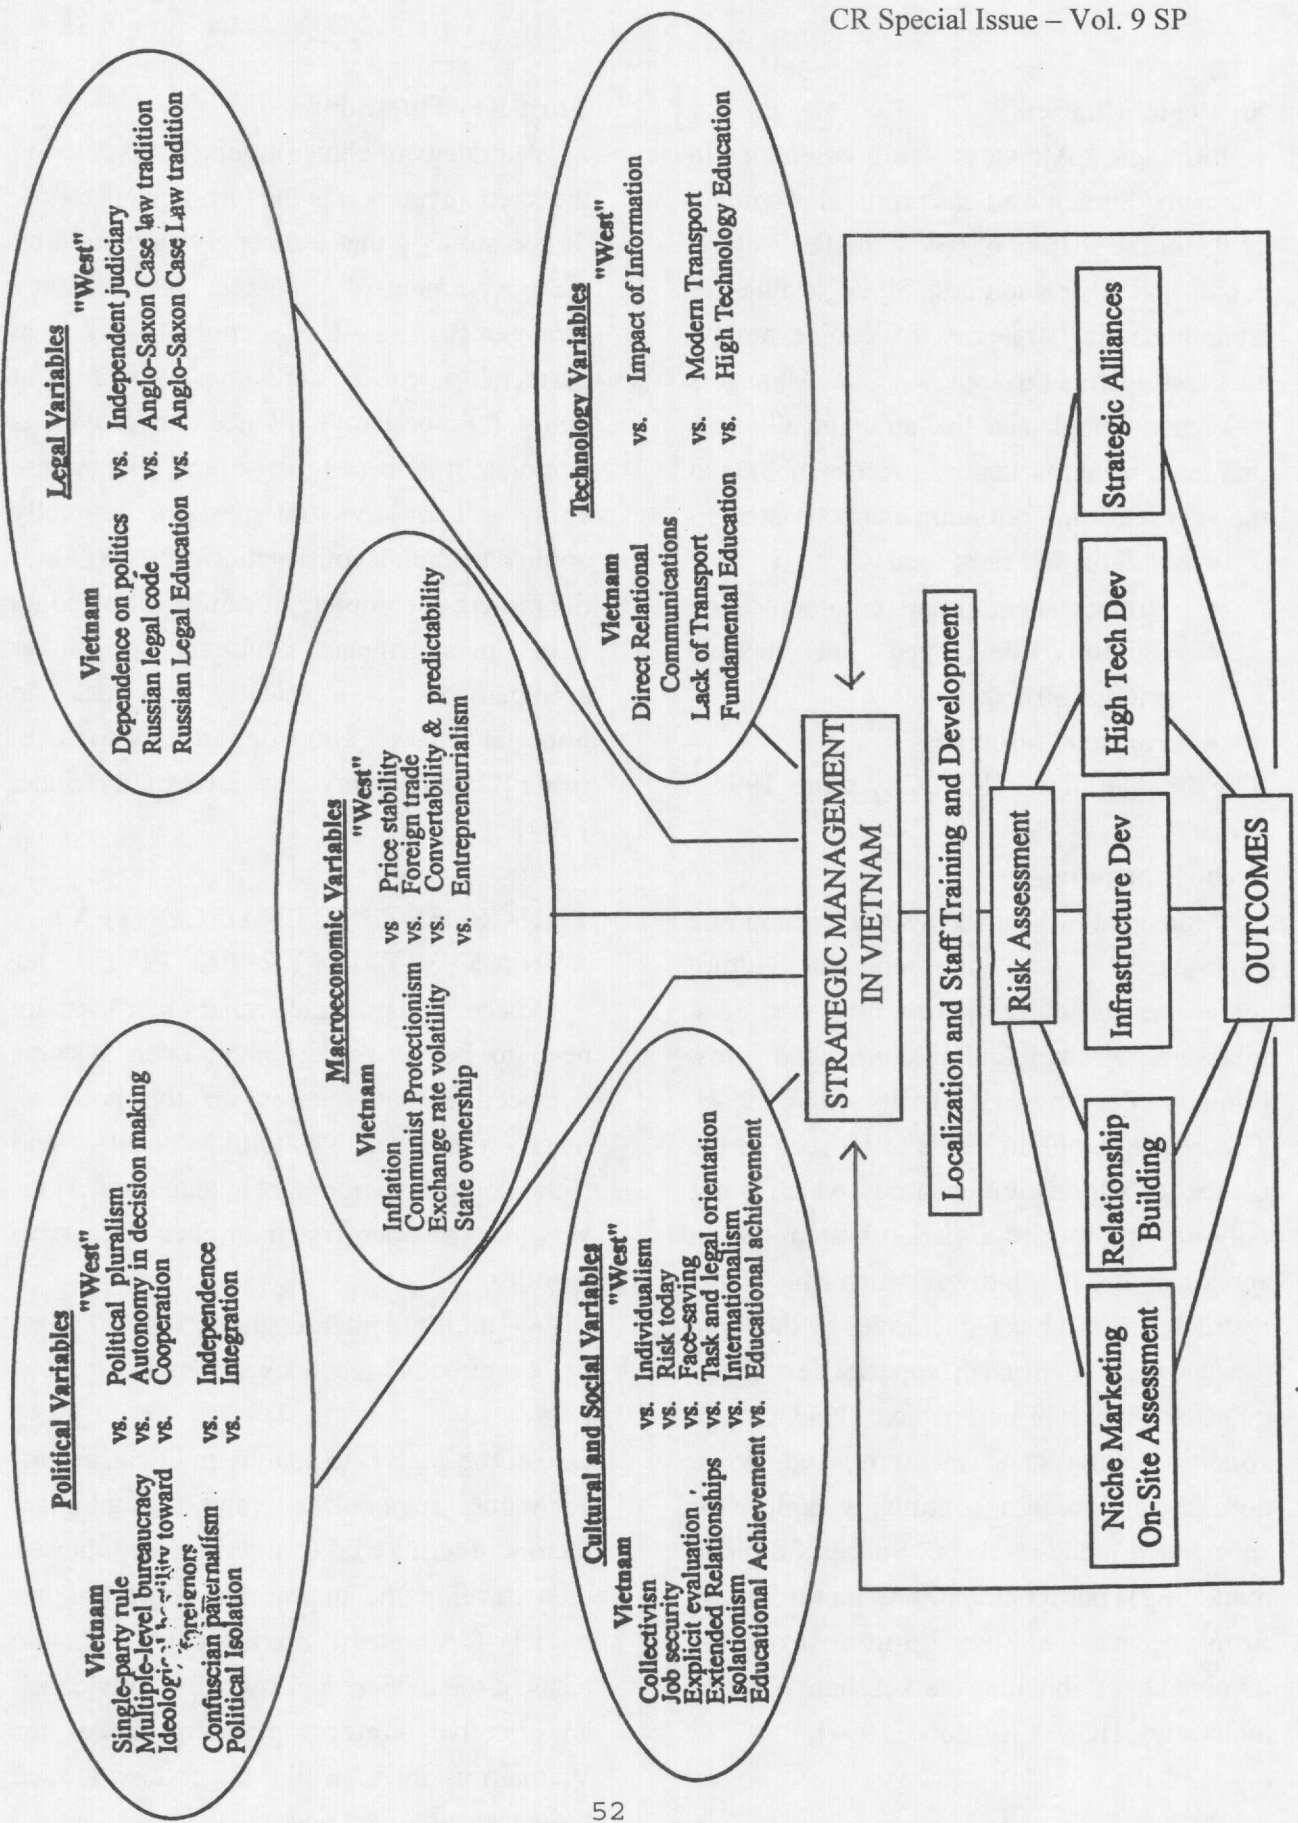 CR Special Issue – Vol. 9 SP
Political Variables
Vietnam "West"
Single-party rule vs. Political pluralism
Multiple-level bureaucracy vs. Autonomy in decision making
Ideological hostility toward vs. Cooperation
foreignors
Confuscian paternalism vs. Independence
Political Isolation vs. Integration
Legal Variables
Vietnam "West"
Dependence on politics vs. Independent judiciary
Russian legal code vs. Anglo-Saxon Case law tradition
Russian Legal Education vs. Anglo-Saxon Case Law tradition
Macroeconomic Variables
Vietnam "West"
Inflation vs Price stability
Communist Protectionism vs. Foreign trade
Exchange rate volatility vs. Convertability & predictability
State ownership vs. Entrepreneurialism
Cultural and Social Variables
Vietnam "West"
Collectivism vs. Individualism
Job security vs. Risk today
Explicit evaluation vs. Face-saving
Extended Relationships vs. Task and legal orientation
Isolationism vs. Internationalism
Educational Achievement vs. Educational achievement
Technology Variables
Vietnam "West"
Direct Relational vs. Impact of Information
Communications
Lack of Transport vs. Modern Transport
Fundamental Education vs. High Technology Education
STRATEGIC MANAGEMENT
IN VIETNAM
Localization and Staff Training and Development
Risk Assessment
Niche Marketing
On-Site Assessment
Relationship
Building
Infrastructure Dev
High Tech Dev
Strategic Alliances
OUTCOMES
52